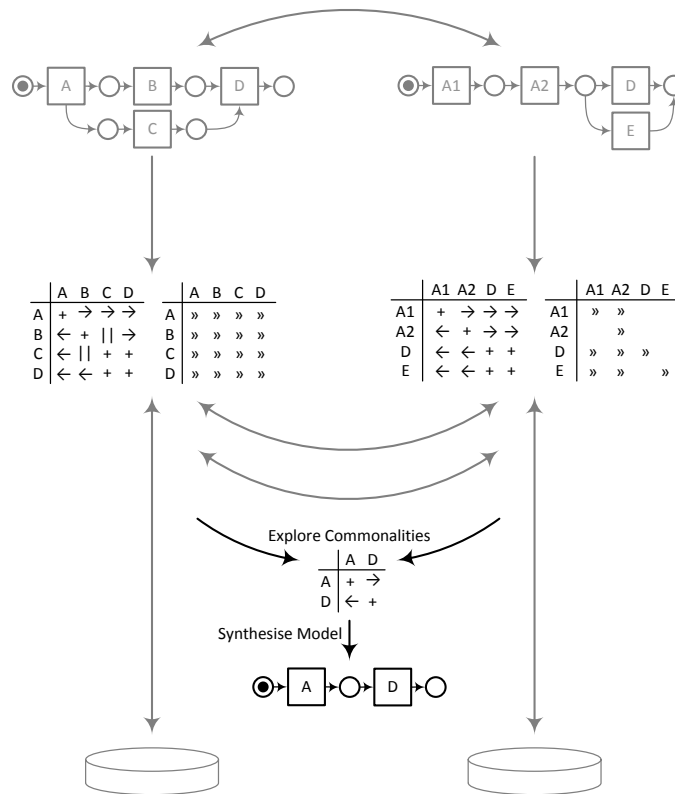 A B D A1 A2 D
C E
A B C D
A + → → →
B ← + || →
C ← || + +
D ← ← + +
A B C D
A » » » »
B » » » »
C » » » »
D » » » »
A1 A2 D E
A1 + → → →
A2 ← + → →
D ← ← + +
E ← ← + +
A1 A2 D E
A1 » »
A2 »
D » » »
E » » »
Explore Commonalities
A D
A + →
D ← +
Synthesise Model
A D